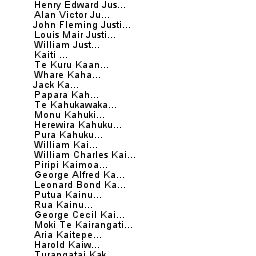 Henry Edward Jus...
Alan Victor Ju...
John Fleming Justi...
Louis Mair Justi...
William Just...
Kaiti ...
Te Kuru Kaan...
Whare Kaha...
Jack Ka...
Papara Kah...
Te Kahukawaka...
Monu Kahuki...
Herewira Kahuku...
Pura Kahuku...
William Kai...
William Charles Kai...
Piripi Kaimoa...
George Alfred Ka...
Leonard Bond Ka...
Putua Kainu...
Rua Kainu...
George Cecil Kai...
Moki Te Kairangati...
Aria Kaitepe...
Harold Kaiw...
Turangatai Kak